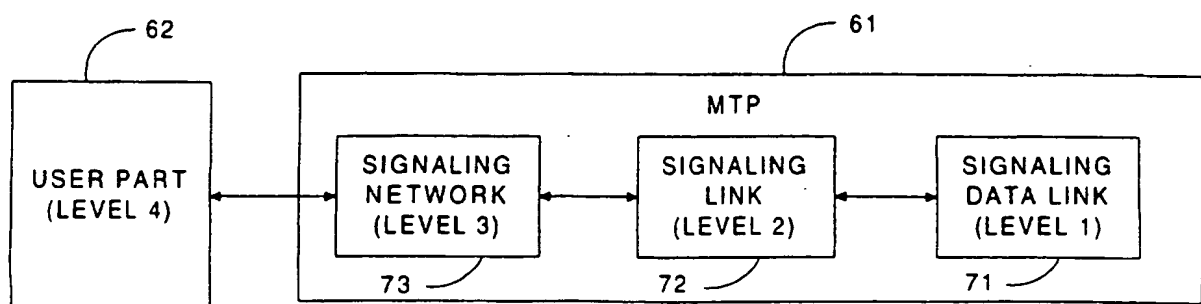 62
61
MTP
USER PART
(LEVEL 4)
SIGNALING
NETWORK
(LEVEL 3)
SIGNALING
LINK
(LEVEL 2)
SIGNALING
DATA LINK
(LEVEL 1)
73
72
71